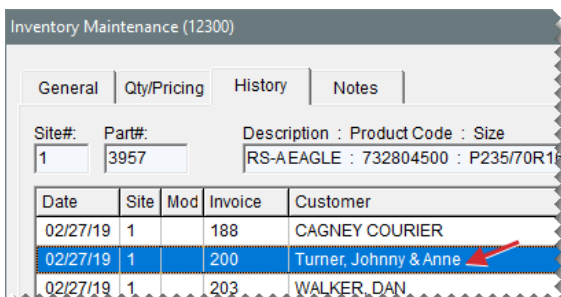 Inventory Maintenance (12300)
General Qty/Pricing History Notes
Site#: Part#: Description : Product Code : Size
1 3957 RS-A EAGLE : 732804500 : P235/70R16
Date Site Mod Invoice Customer
02/27/19 1 188 CAGNEY COURIER
02/27/19 1 200 Turner, Johnny & Anne
02/27/19 1 203 WALKER, DAN